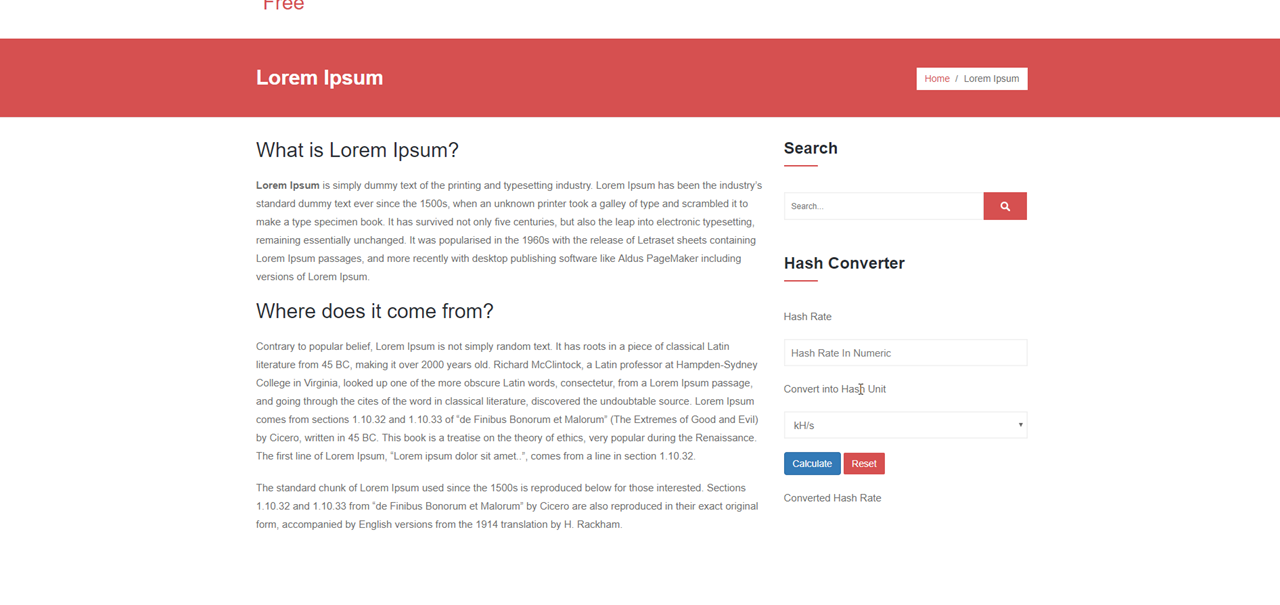 Free
Lorem Ipsum
Home / Lorem Ipsum
What is Lorem Ipsum?
Lorem Ipsum is simply dummy text of the printing and typesetting industry. Lorem Ipsum has been the industry's
standard dummy text ever since the 1500s, when an unknown printer took a galley of type and scrambled it to
make a type specimen book. It has survived not only five centuries, but also the leap into electronic typesetting,
remaining essentially unchanged. It was popularised in the 1960s with the release of Letraset sheets containing
Lorem Ipsum passages, and more recently with desktop publishing software like Aldus PageMaker including
versions of Lorem Ipsum.
Where does it come from?
Contrary to popular belief, Lorem Ipsum is not simply random text. It has roots in a piece of classical Latin
literature from 45 BC, making it over 2000 years old. Richard McClintock, a Latin professor at Hampden-Sydney
College in Virginia, looked up one of the more obscure Latin words, consectetur, from a Lorem Ipsum passage,
and going through the cites of the word in classical literature, discovered the undoubtable source. Lorem Ipsum
comes from sections 1.10.32 and 1.10.33 of "de Finibus Bonorum et Malorum" (The Extremes of Good and Evil)
by Cicero, written in 45 BC. This book is a treatise on the theory of ethics, very popular during the Renaissance.
The first line of Lorem Ipsum, "Lorem ipsum dolor sit amet..", comes from a line in section 1.10.32.
The standard chunk of Lorem Ipsum used since the 1500s is reproduced below for those interested. Sections
1.10.32 and 1.10.33 from "de Finibus Bonorum et Malorum" by Cicero are also reproduced in their exact original
form, accompanied by English versions from the 1914 translation by H. Rackham.
Search
Search...
Hash Converter
Hash Rate
Hash Rate In Numeric
Convert into Hash Unit
kH/s
Calculate Reset
Converted Hash Rate